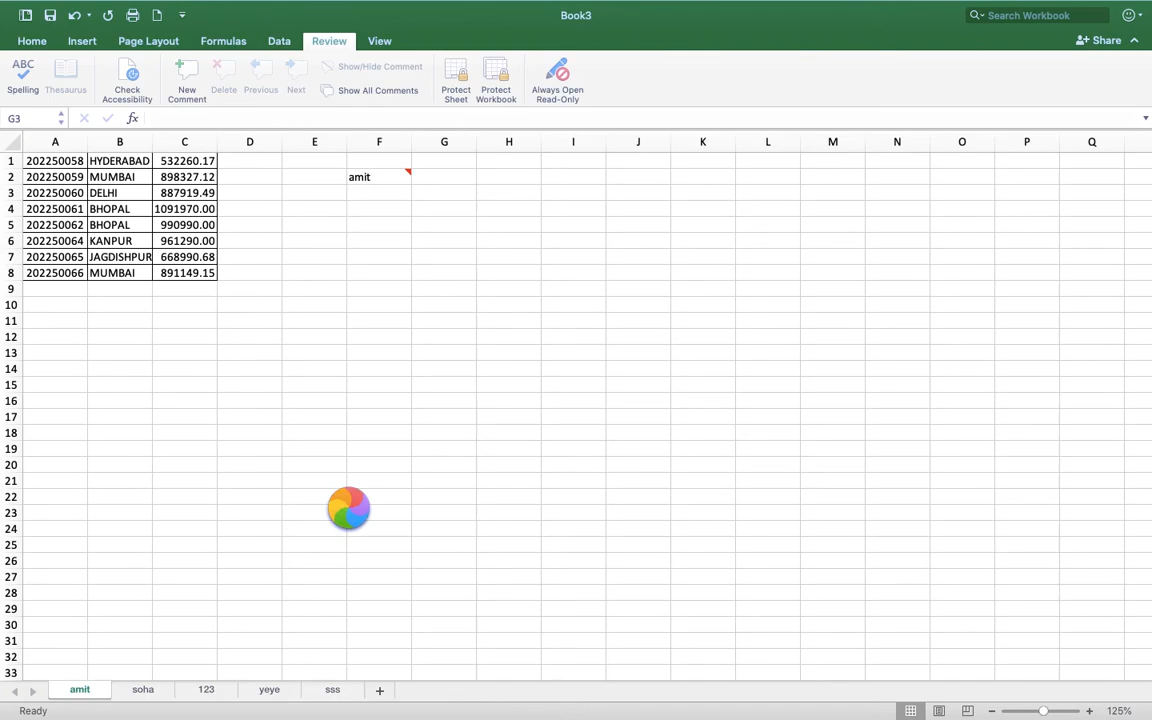 Book3
Search Workbook
Home Insert Page Layout Formulas Data Review View
Share
ABC
Spelling Thesaurus Check Accessibility New Comment Delete Previous Next Show/Hide Comment Show All Comments Protect Sheet Protect Workbook Always Open Read-Only
G3 fx
A B C D E F G H I J K L M N O P Q
1 202250058 HYDERABAD 532260.17
2 202250059 MUMBAI 898327.12 amit
3 202250060 DELHI 887919.49
4 202250061 BHOPAL 1091970.00
5 202250062 BHOPAL 990990.00
6 202250064 KANPUR 961290.00
7 202250065 JAGDISHPUR 668990.68
8 202250066 MUMBAI 891149.15
9
10
11
12
13
14
15
16
17
18
19
20
21
22
23
24
25
26
27
28
29
30
31
32
33
amit soha 123 yeye sss
Ready 125%